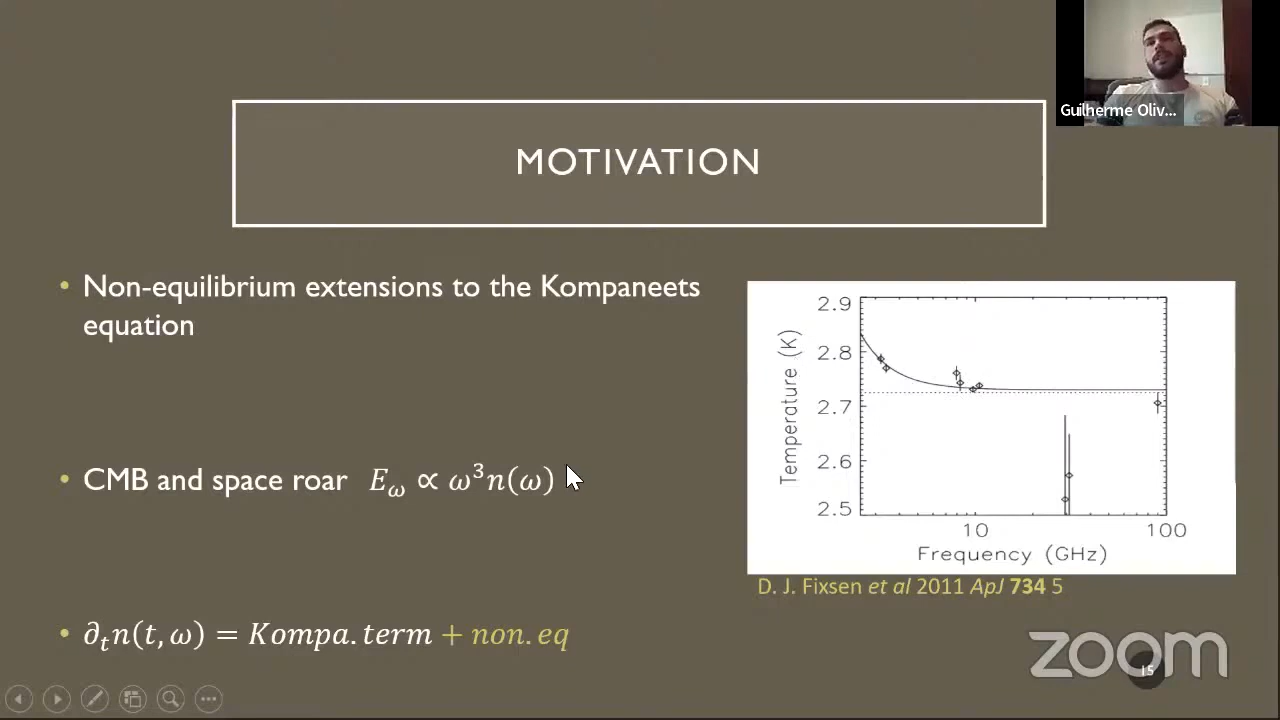 Guilherme Oliv...
MOTIVATION
• Non-equilibrium extensions to the Kompaneets
equation
• CMB and space roar E_ω ∝ ω³n(ω)
• ∂ₜn(t, ω) = Kompa.term + non.eq
2.9
2.8
2.7
2.6
2.5
Temperature (K)
10 100
Frequency (GHz)
D. J. Fixsen et al 2011 ApJ 734 5
zoom
15